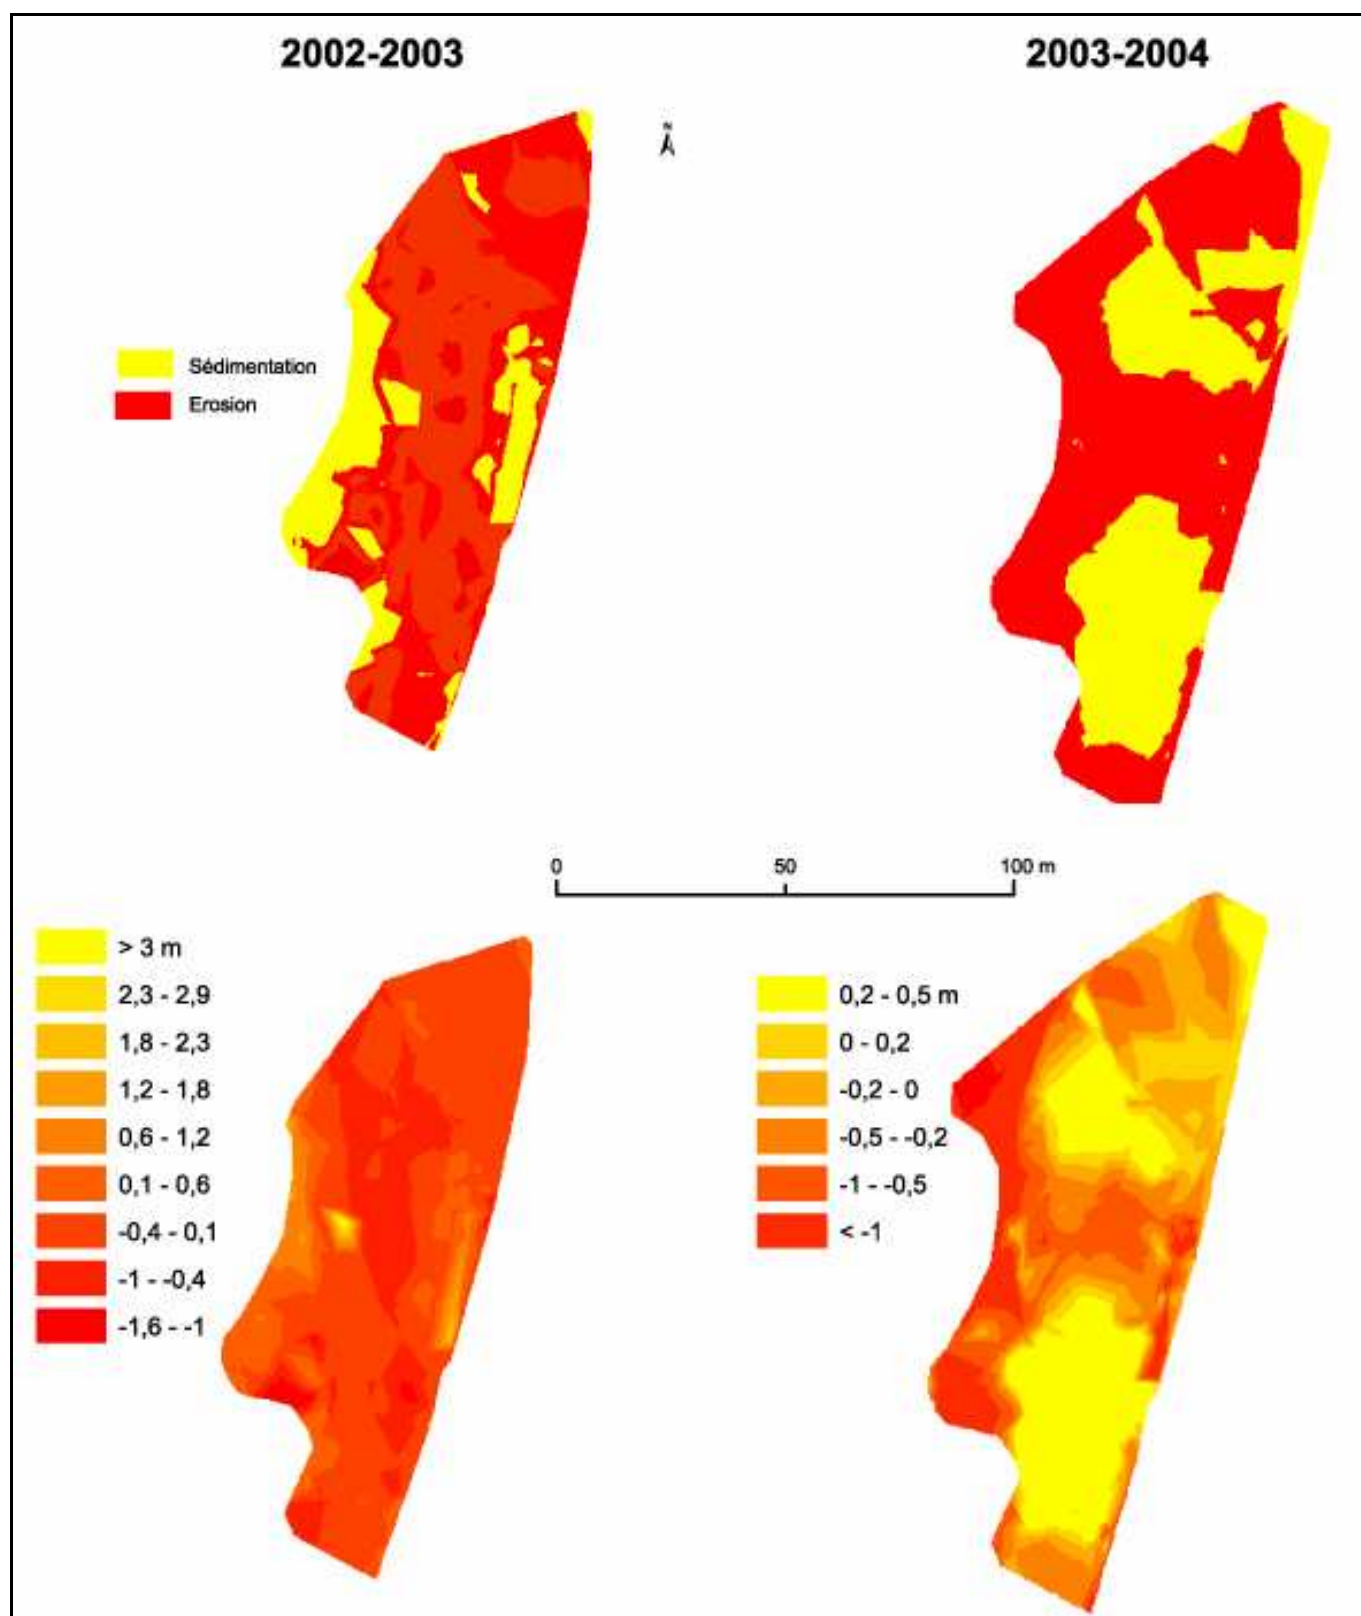 2002-2003
2003-2004
N
Sédimentation
Erosion
0 50 100 m
> 3 m
2,3 - 2,9
1,8 - 2,3
1,2 - 1,8
0,6 - 1,2
0,1 - 0,6
-0,4 - 0,1
-1 - -0,4
-1,6 - -1
0,2 - 0,5 m
0 - 0,2
-0,2 - 0
-0,5 - -0,2
-1 - -0,5
< -1